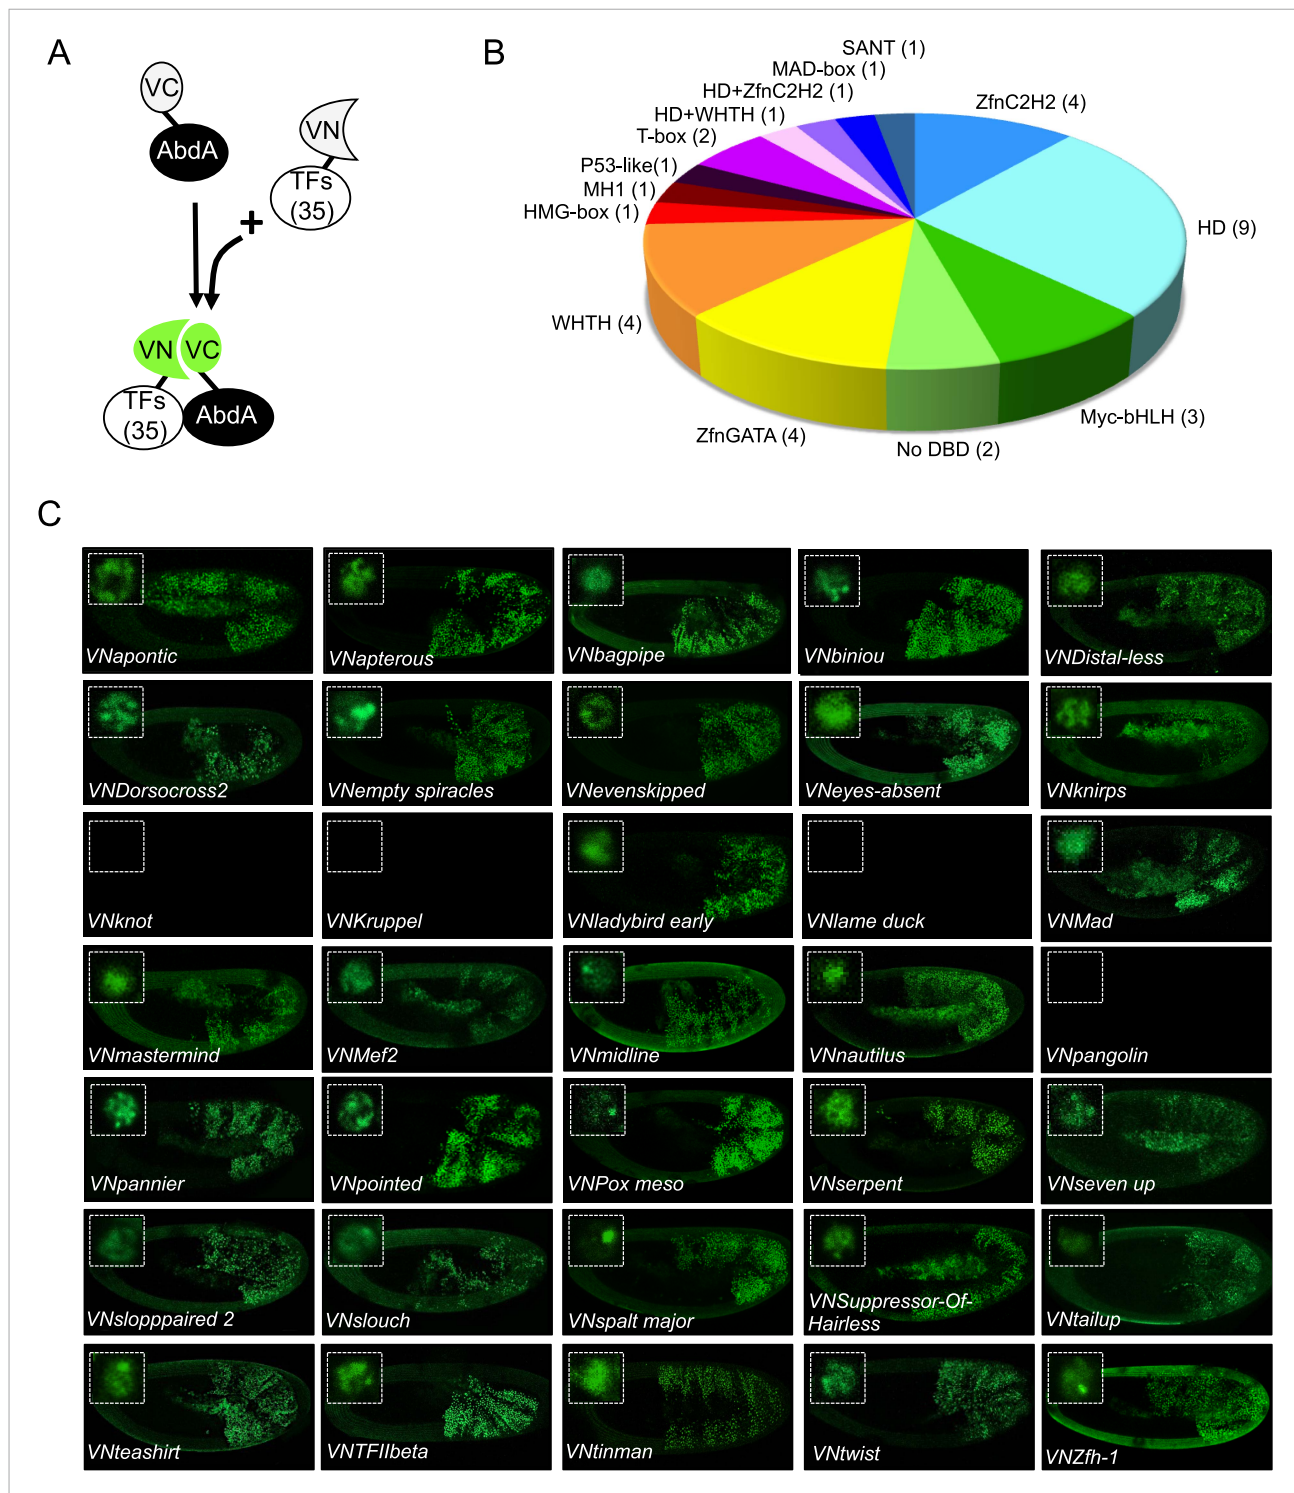 A
VC
AbdA
VN
TFs
(35)
+
VN
VC
TFs
(35)
AbdA
B
SANT (1)
MAD-box (1)
HD+ZfnC2H2 (1)
HD+WHTH (1)
T-box (2)
P53-like(1)
MH1 (1)
HMG-box (1)
WHTH (4)
ZfnGATA (4)
No DBD (2)
Myc-bHLH (3)
HD (9)
ZfnC2H2 (4)
C
VNapontic
VNapterous
VNbagpipe
VNbiniou
VNDistal-less
VNDorsocross2
VNempty spiracles
VNevenskipped
VNeyes-absent
VNknirps
VNknot
VNKruppel
VNladybird early
VNlame duck
VNMad
VNmastermind
VNMef2
VNmidline
VNnautilus
VNpangolin
VNpannier
VNpointed
VNPox meso
VNserpent
VNseven up
VNslopppaired 2
VNslouch
VNspalt major
VNSuppressor-Of-
Hairless
VNtailup
VNteashirt
VNTFIIbeta
VNtinman
VNtwist
VNZfh-1